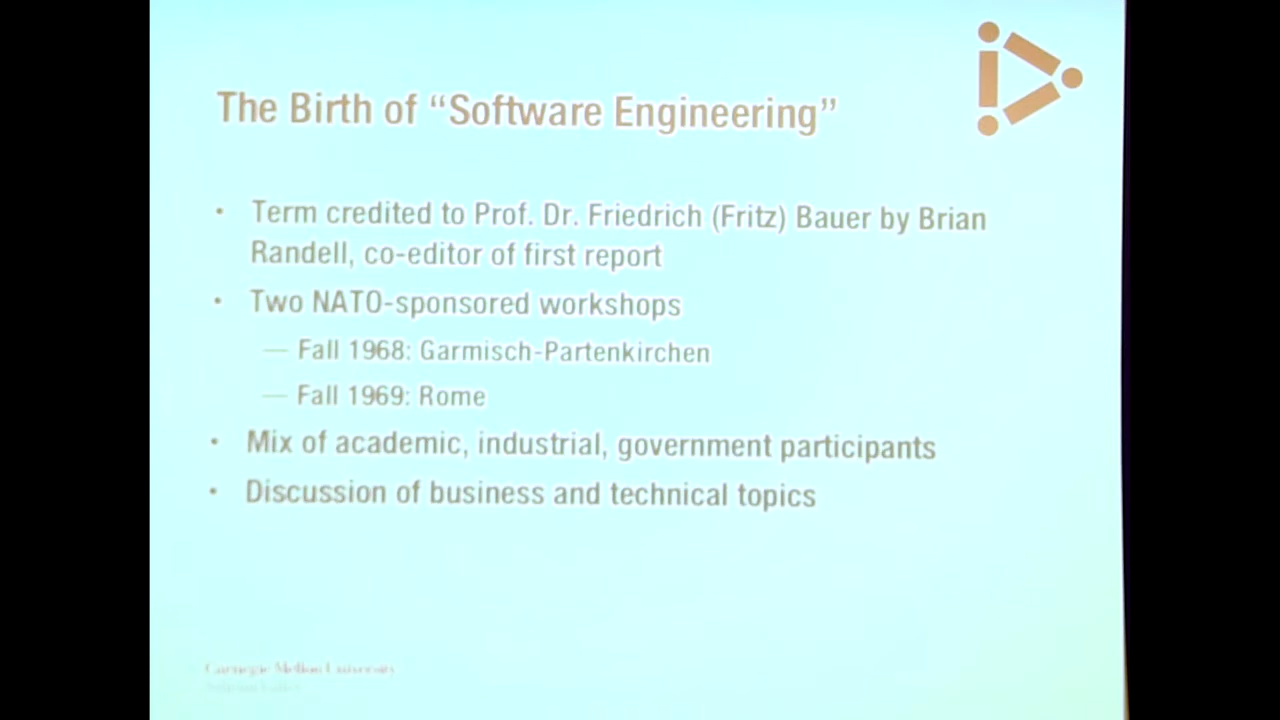 The Birth of “Software Engineering”
• Term credited to Prof. Dr. Friedrich (Fritz) Bauer by Brian
Randell, co-editor of first report
• Two NATO-sponsored workshops
— Fall 1968: Garmisch-Partenkirchen
— Fall 1969: Rome
• Mix of academic, industrial, government participants
• Discussion of business and technical topics
Carnegie Mellon University